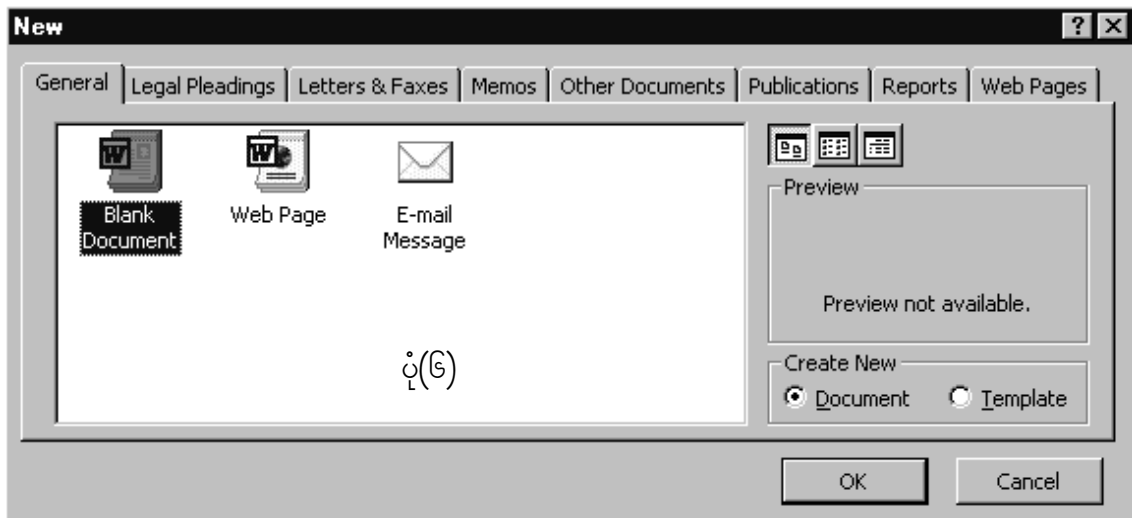 New
General Legal Pleadings Letters & Faxes Memos Other Documents Publications Reports Web Pages
Blank Document
Web Page
E-mail Message
Preview
Preview not available.
ပုံ(၆)
Create New
Document Template
OK Cancel